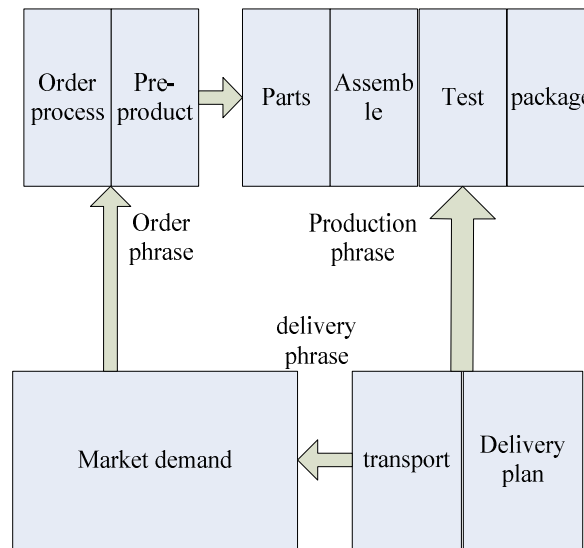 Order
process
Pre-
product
Parts
Assemb
le
Test
package
Order
phrase
Production
phrase
delivery
phrase
Market demand
transport
Delivery
plan